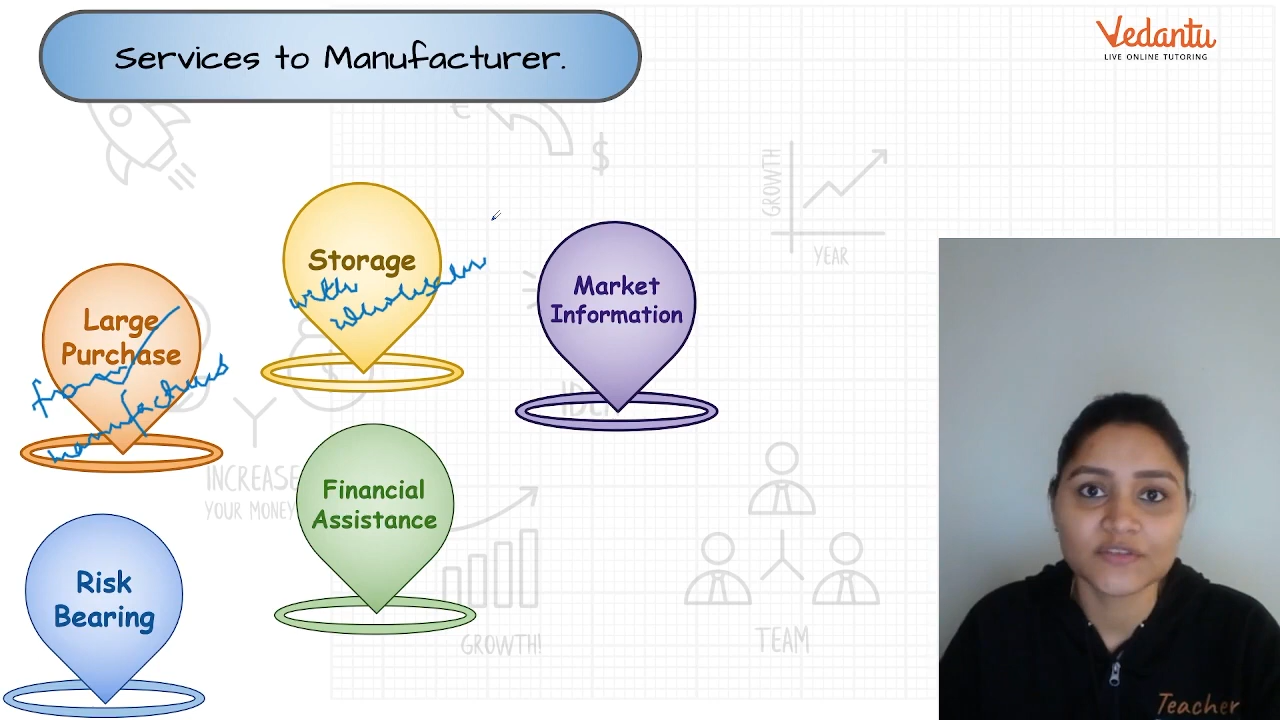 Services to Manufacturer.
Vedantu
LIVE ONLINE TUTORING
€
$
GROWTH
YEAR
Storage
with
wholesaler
Market
Information
Large
Purchase
from
manufacturers
INCREASE
YOUR MONEY
Financial
Assistance
Risk
Bearing
GROWTH!
TEAM
Teacher